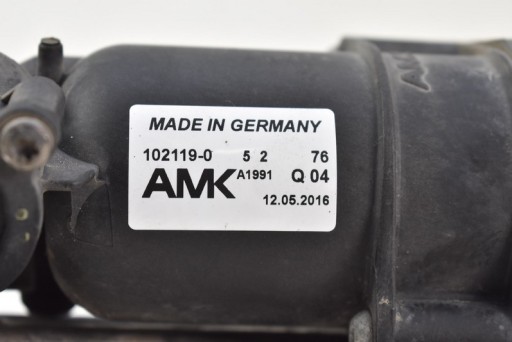 MADE IN GERMANY
102119-0 5 2 76
AMK A1991 Q 04
12.05.2016